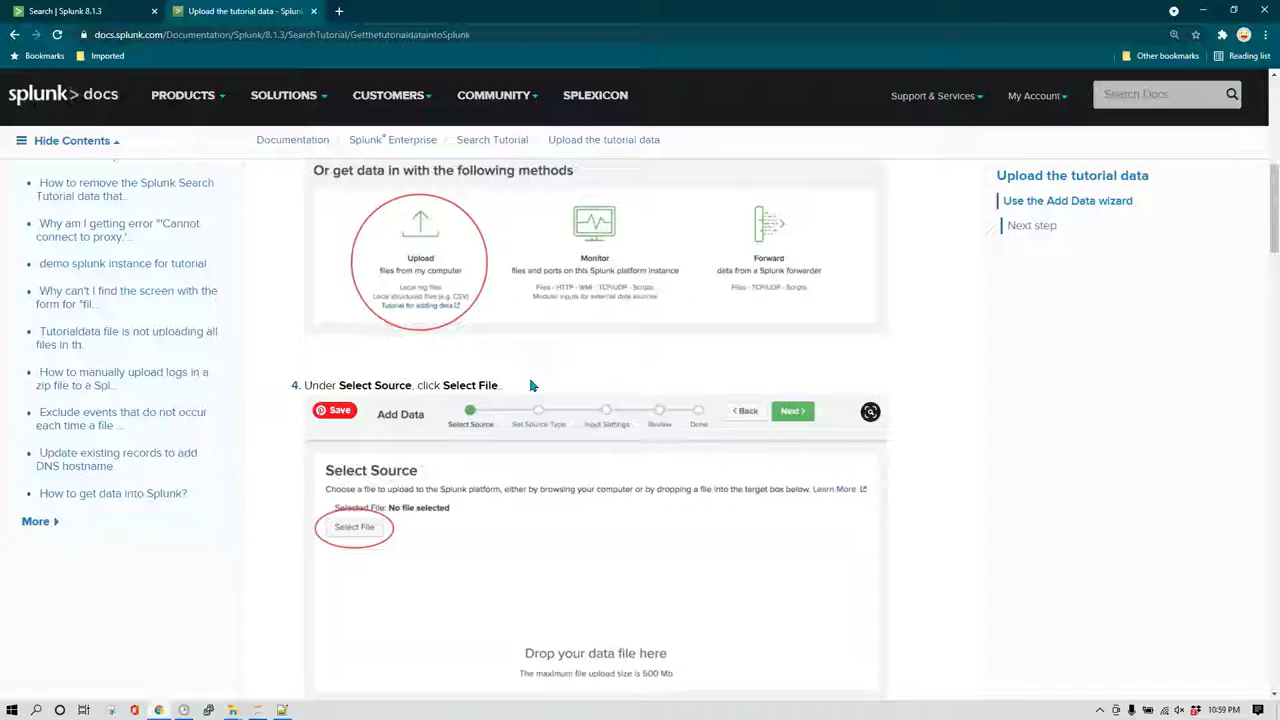 Search | Splunk 8.1.3
Upload the tutorial data - Splun
docs.splunk.com/Documentation/Splunk/8.1.3/SearchTutorial/GetthetutorialdataintoSplunk
Bookmarks
Imported
Other bookmarks
Reading list
splunk> docs
PRODUCTS
SOLUTIONS
CUSTOMERS
COMMUNITY
SPLEXICON
Support & Services
My Account
Search Docs
Hide Contents
Documentation / Splunk® Enterprise / Search Tutorial / Upload the tutorial data
How to remove the Splunk Search
Tutorial data that..
Why am I getting error "'Cannot
connect to proxy.'...
demo splunk instance for tutorial
Why can't I find the screen with the
form for "fil...
Tutorialdata file is not uploading all
files in th..
How to manually upload logs in a
zip file to a Spl..
Exclude events that do not occur
each time a file ...
Update existing records to add
DNS hostname
How to get data into Splunk?
More
Or get data in with the following methods
Upload
files from my computer
Local log files
Local structured files (e.g. CSV)
Tutorial for adding data
Monitor
files and ports on this Splunk platform instance
Files - HTTP - WMI - TCP/UDP - Scripts
Modular inputs for external data sources
Forward
data from a Splunk forwarder
Files - TCP/UDP - Scripts
4. Under Select Source, click Select File..
Save
Add Data
Select Source
Set Source Type
Input Settings
Review
Done
< Back
Next >
Select Source
Choose a file to upload to the Splunk platform, either by browsing your computer or by dropping a file into the target box below. Learn More
Selected File: No file selected
Select File
Drop your data file here
The maximum file upload size is 500 Mb
Upload the tutorial data
Use the Add Data wizard
Next step
10:59 PM